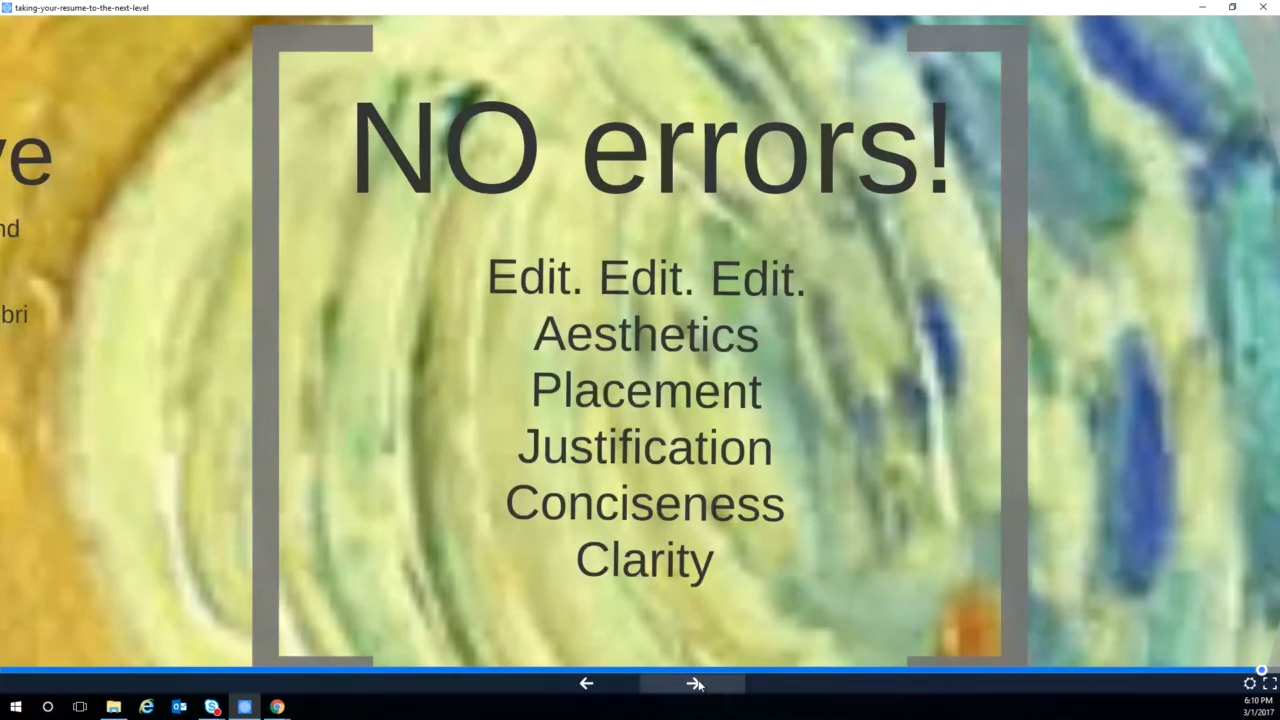 taking-your-resume-to-the-next-level
NO errors!
Edit. Edit. Edit.
Aesthetics
Placement
Justification
Conciseness
Clarity
ve
nd
bri
6:10 PM
3/1/2017